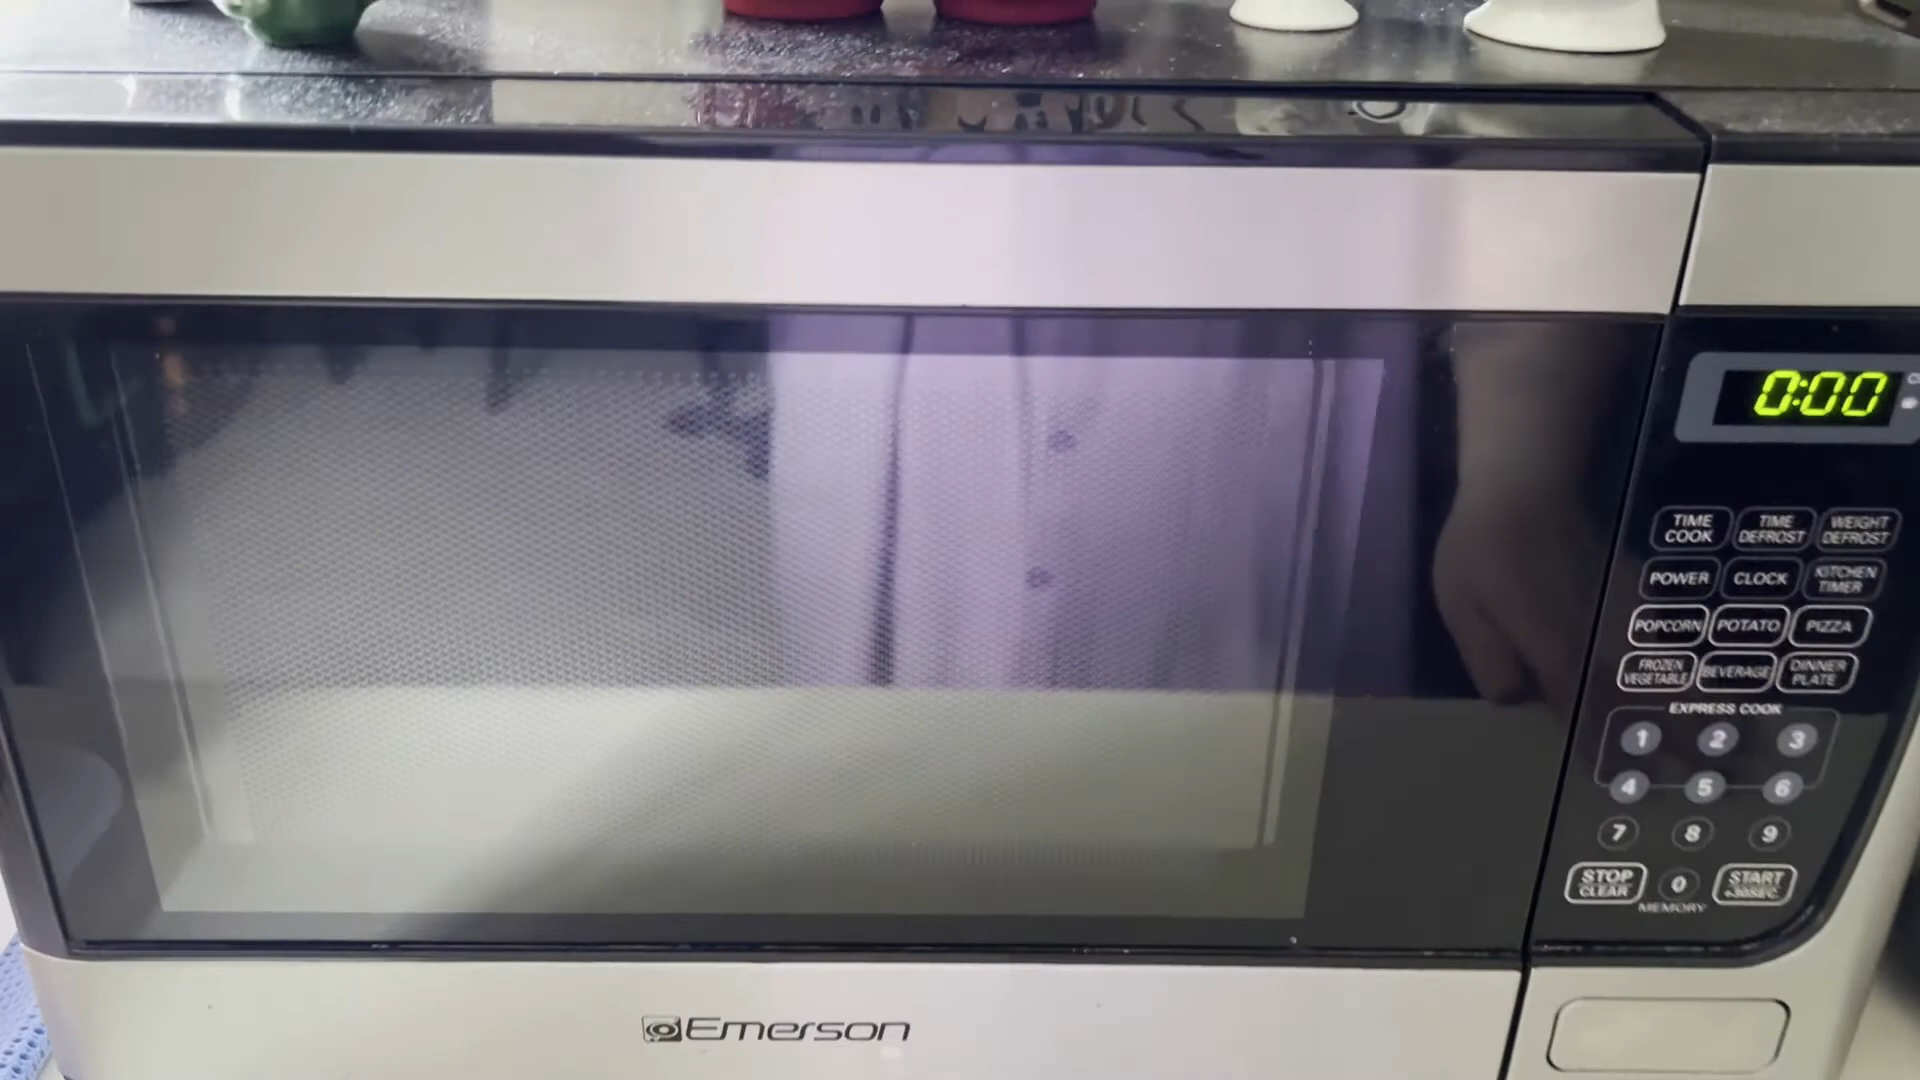 0:00
TIME COOK
TIME DEFROST
WEIGHT DEFROST
POWER
CLOCK
KITCHEN TIMER
POPCORN
POTATO
PIZZA
FROZEN VEGETABLE
BEVERAGE
DINNER PLATE
EXPRESS COOK
1 2 3
4 5 6
7 8 9
STOP CLEAR
0
START +30SEC.
MEMORY
Emerson